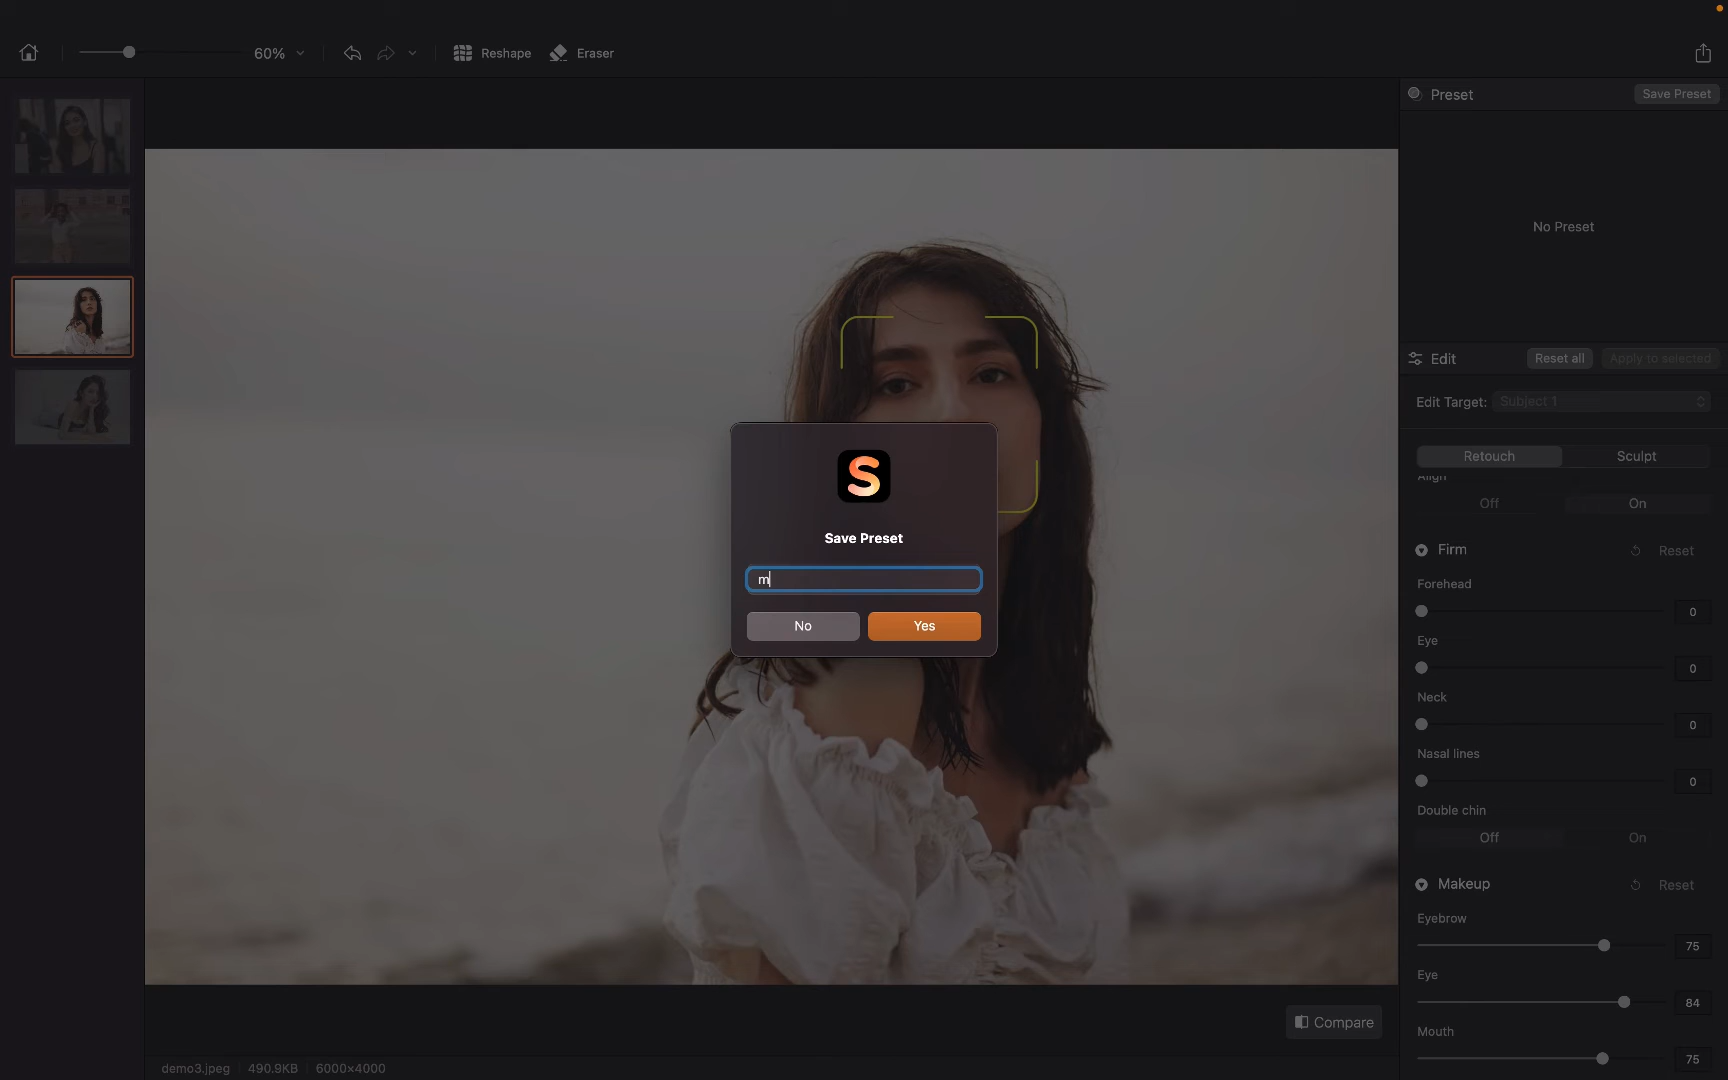 60%
Reshape
Eraser
Preset
Save Preset
No Preset
Edit
Reset all
Apply to selected
Edit Target:
Subject 1
Retouch
Sculpt
Align
Off
On
Firm
Reset
Forehead
0
Eye
0
Neck
0
Nasal lines
0
Double chin
Off
On
Makeup
Reset
Eyebrow
75
Eye
84
Mouth
75
S
Save Preset
m
No
Yes
Compare
demo3.jpeg
490.9KB
6000×4000